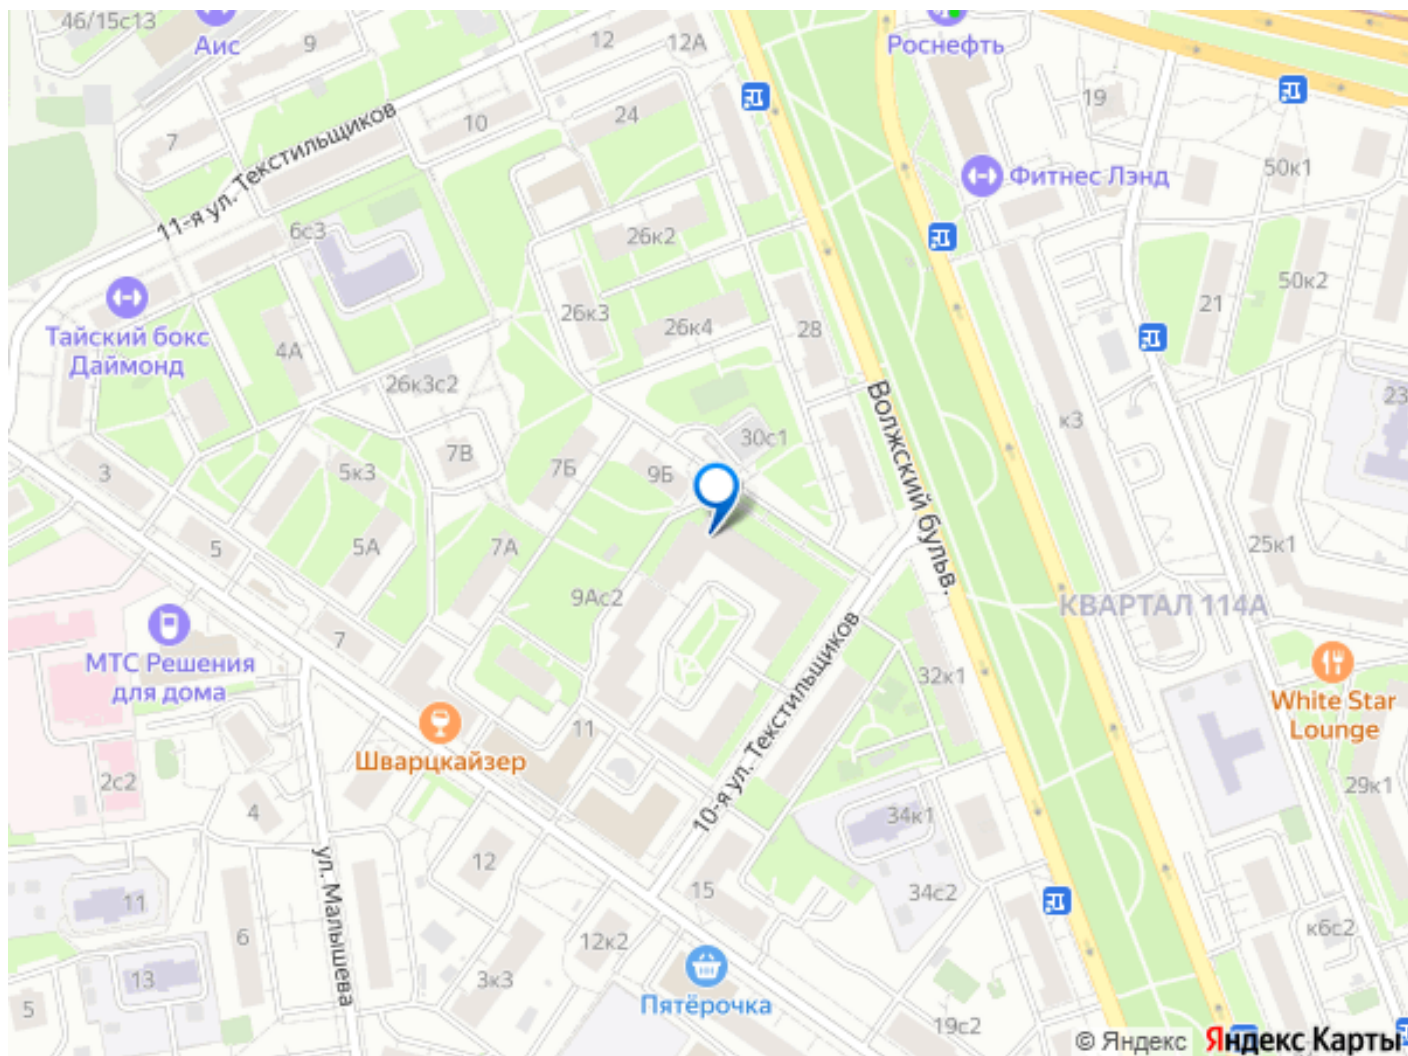 46/15с13
Аис
9
12
12А
Роснефть
19
7
10
24
50к1
Фитнес Лэнд
11-я ул. Текстильщиков
6с3
26к2
50к2
21
Тайский бокс
Даймонд
4А
26к3
26к4
28
26к3с2
Волжский бульв.
23
к3
30с1
3
5к3
7В
7Б
9Б
5
5А
7А
25к1
9Ас2
КВАРТАЛ 114А
МТС Решения
для дома
7
10-я ул. Текстильщиков
32к1
White Star
Lounge
11
Шварцкайзер
2с2
4
29к1
34к1
12
ул. Малышева
15
34с2
11
6
12к2
к6с2
13
3к3
5
Пятёрочка
19с2
© Яндекс Яндекс Карты